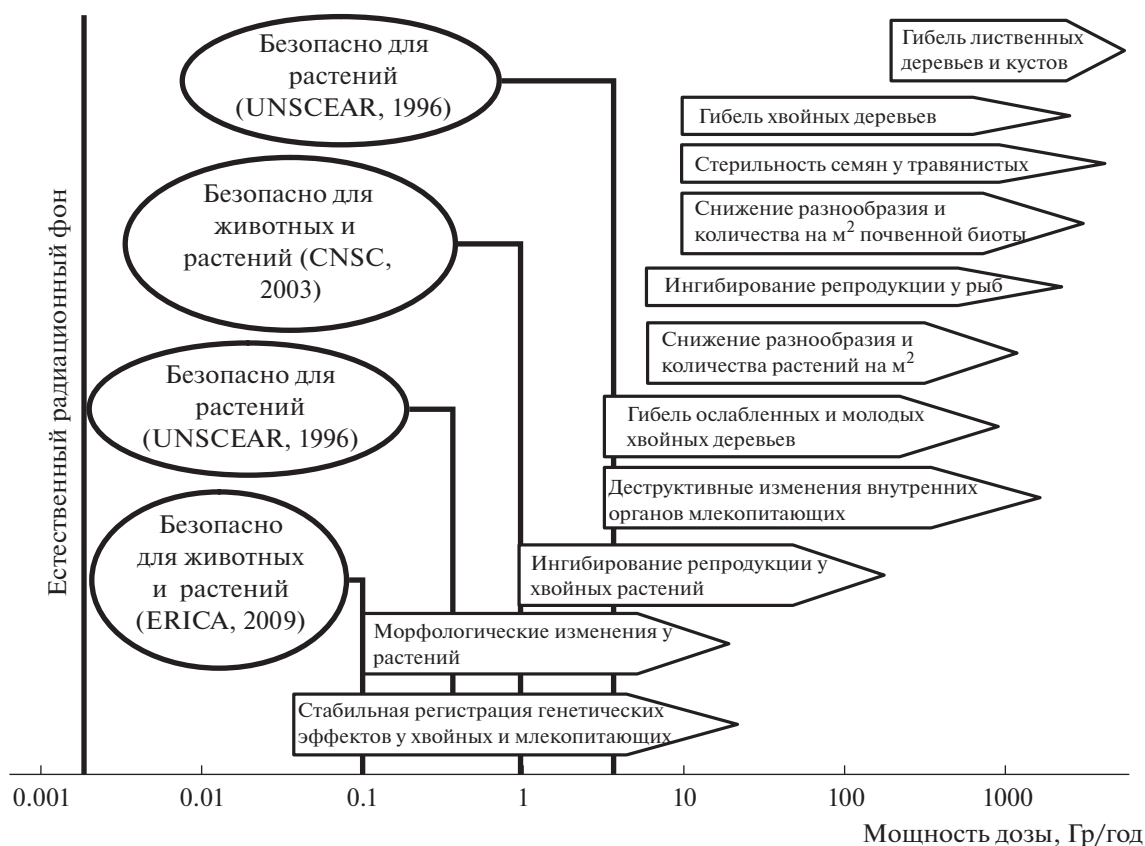 Естественный радиационный фон
Безопасно для
растений
(UNSCEAR, 1996)
Безопасно для
животных и
растений (CNSC,
2003)
Безопасно для
растений
(UNSCEAR, 1996)
Безопасно
для животных
и растений
(ERICA, 2009)
Гибель лиственных
деревьев и кустов
Гибель хвойных деревьев
Стерильность семян у травянистых
Снижение разнообразия и
количества на м² почвенной биоты
Ингибирование репродукции у рыб
Снижение разнообразия и
количества растений на м²
Гибель ослабленных и молодых
хвойных деревьев
Деструктивные изменения внутренних
органов млекопитающих
Ингибирование репродукции у
хвойных растений
Морфологические изменения у
растений
Стабильная регистрация генетических
эффектов у хвойных и млекопитающих
0.001 0.01 0.1 1 10 100 1000
Мощность дозы, Гр/год